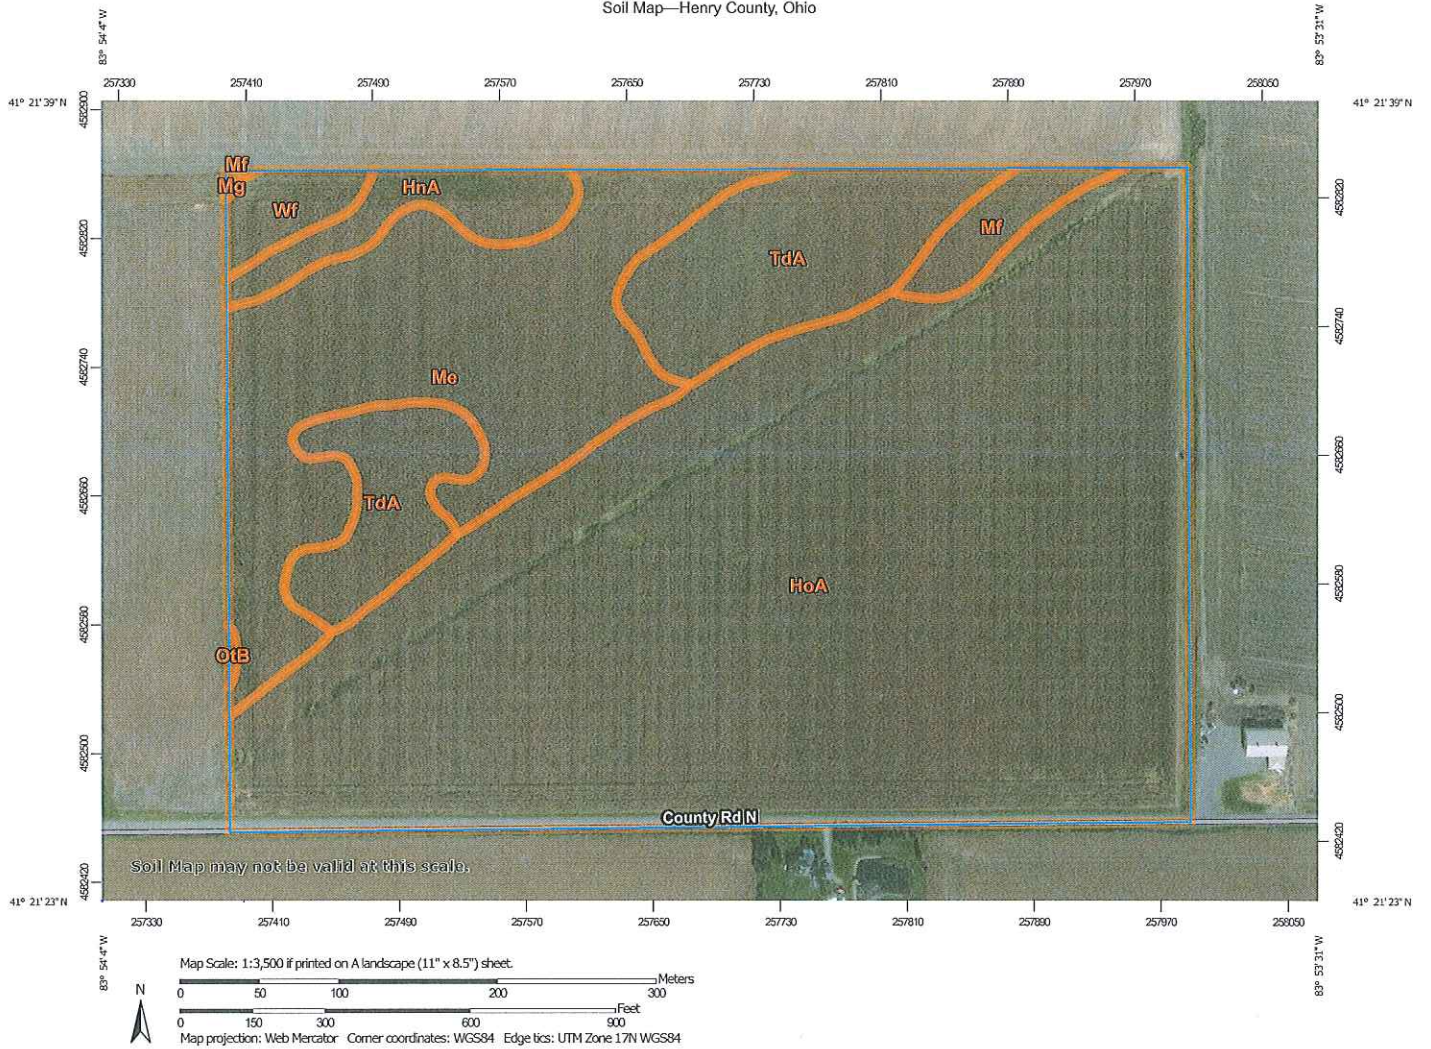 Soil Map—Henry County, Ohio
83° 54' 4" W
83° 53' 31" W
257330 257410 257490 257570 257650 257730 257810 257890 257970 258050
41° 21' 39" N
41° 21' 39" N
4582900
4582820
4582740
4582660
4582580
4582500
4582420
4582820
4582740
4582660
4582580
4582500
4582420
Mf
Mg
HnA
Wf
Mf
TdA
Me
TdA
HoA
OtB
County Rd N
Soil Map may not be valid at this scale.
41° 21' 23" N
41° 21' 23" N
257330 257410 257490 257570 257650 257730 257810 257890 257970 258050
83° 54' 4" W
83° 53' 31" W
Map Scale: 1:3,500 if printed on A landscape (11" x 8.5") sheet.
Meters
0 50 100 200 300
Feet
0 150 300 600 900
N
Map projection: Web Mercator Corner coordinates: WGS84 Edge tics: UTM Zone 17N WGS84